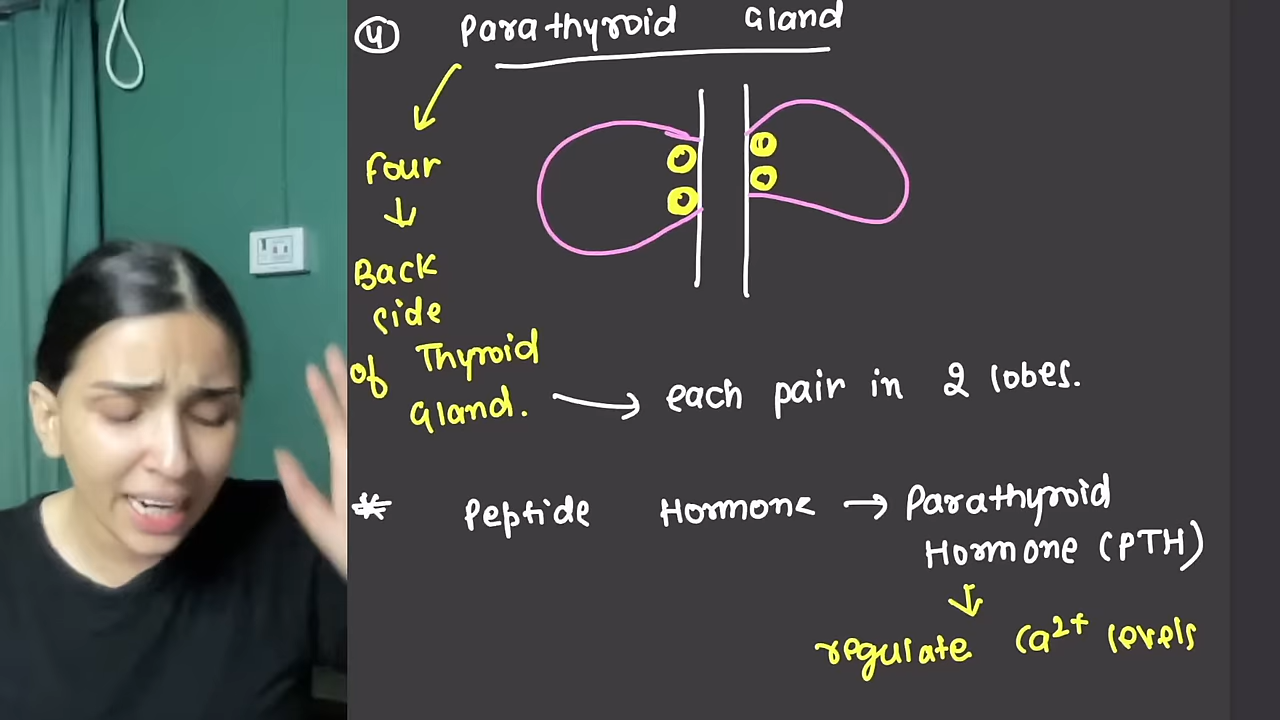 4 Parathyroid Gland
Four
Back
side
of Thyroid
Gland. → each pair in 2 lobes.
* Peptide Hormone → Parathyroid
Hormone (PTH)
regulate Ca²⁺ levels